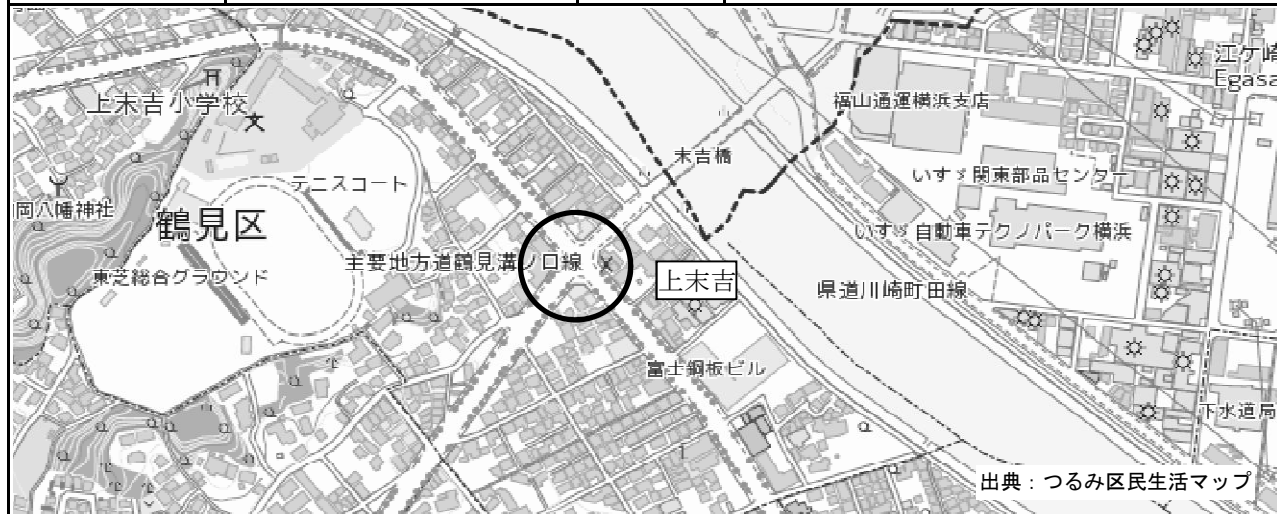 江ケ崎
Egasa
上末吉小学校
福山通運横浜支店
末吉橋
いすゞ関東部品センター
テニスコート
岡八幡神社
鶴見区
いすゞ自動車テクノパーク横浜
主要地方道鶴見溝ノ口線
東芝総合グラウンド
上末吉
県道川崎町田線
富士鋼板ビル
下水道局
出典：つるみ区民生活マップ